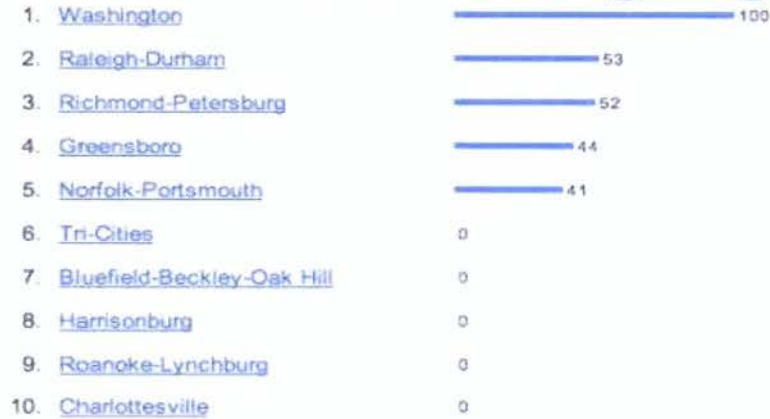 1. Washington 100
2. Raleigh-Durham 53
3. Richmond-Petersburg 52
4. Greensboro 44
5. Norfolk-Portsmouth 41
6. Tri-Cities 0
7. Bluefield-Beckley-Oak Hill 0
8. Harrisonburg 0
9. Roanoke-Lynchburg 0
10. Charlottesville 0